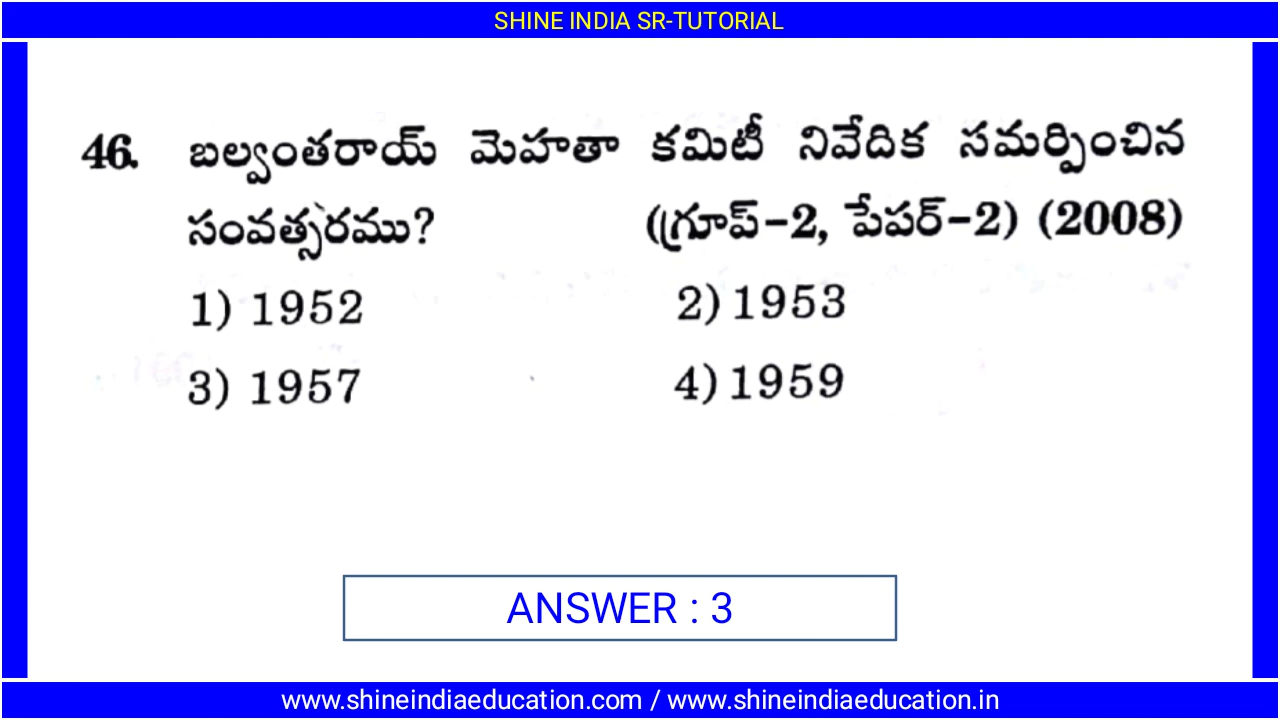 SHINE INDIA SR-TUTORIAL
46. బల్వంతరాయ్ మెహతా కమిటీ నివేదిక సమర్పించిన
సంవత్సరము? (గ్రూప్-2, పేపర్-2) (2008)
1) 1952 2) 1953
3) 1957 4) 1959
ANSWER : 3
www.shineindiaeducation.com / www.shineindiaeducation.in